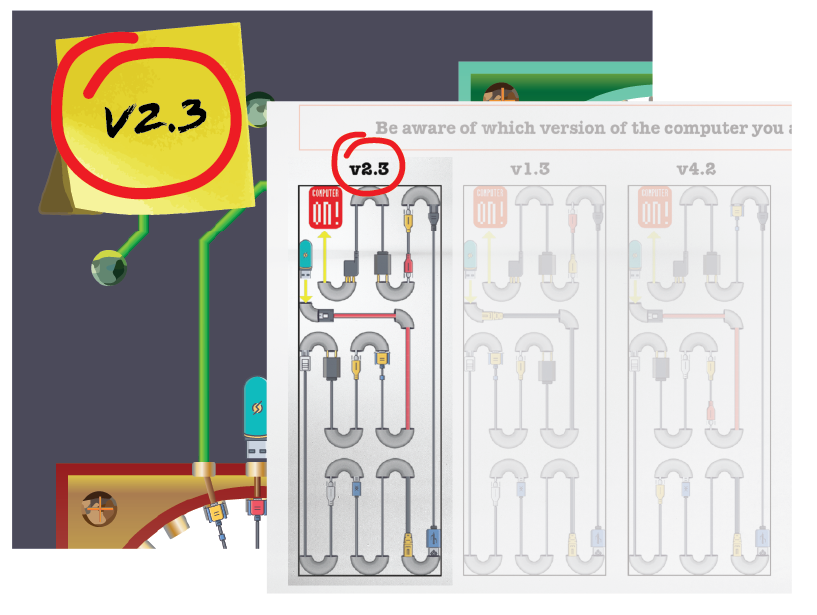 v2.3
Be aware of which version of the computer you
v2.3
v1.3
v4.2
COMPUTER
ON!
COMPUTER
ON!
COMPUTER
ON!